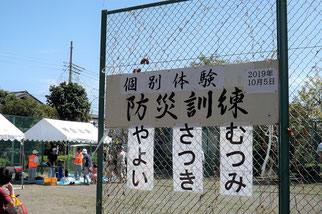 個別体験
防災訓練
2019年
10月5日
むつみ
さつき
やよい